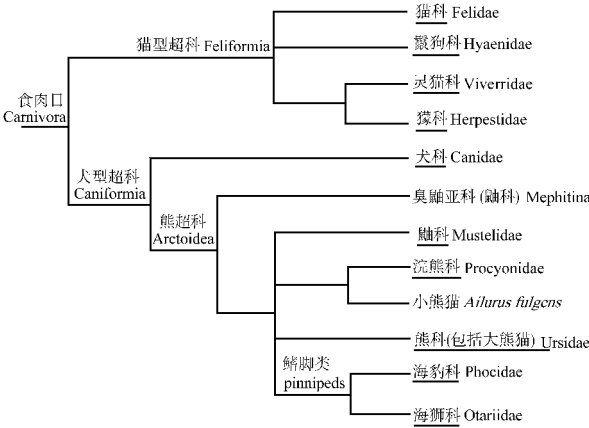 猫科 Felidae
猫型超科 Feliformia
鬣狗科 Hyaenidae
灵猫科 Viverridae
食肉目
Carnivora
獴科 Herpestidae
犬科 Canidae
犬型超科
Caniformia
臭鼬亚科 (鼬科) Mephitina
熊超科
Arctoidea
鼬科 Mustelidae
浣熊科 Procyonidae
小熊猫 Ailurus fulgens
熊科(包括大熊猫) Ursidae
鳍脚类
pinnipeds
海豹科 Phocidae
海狮科 Otariidae